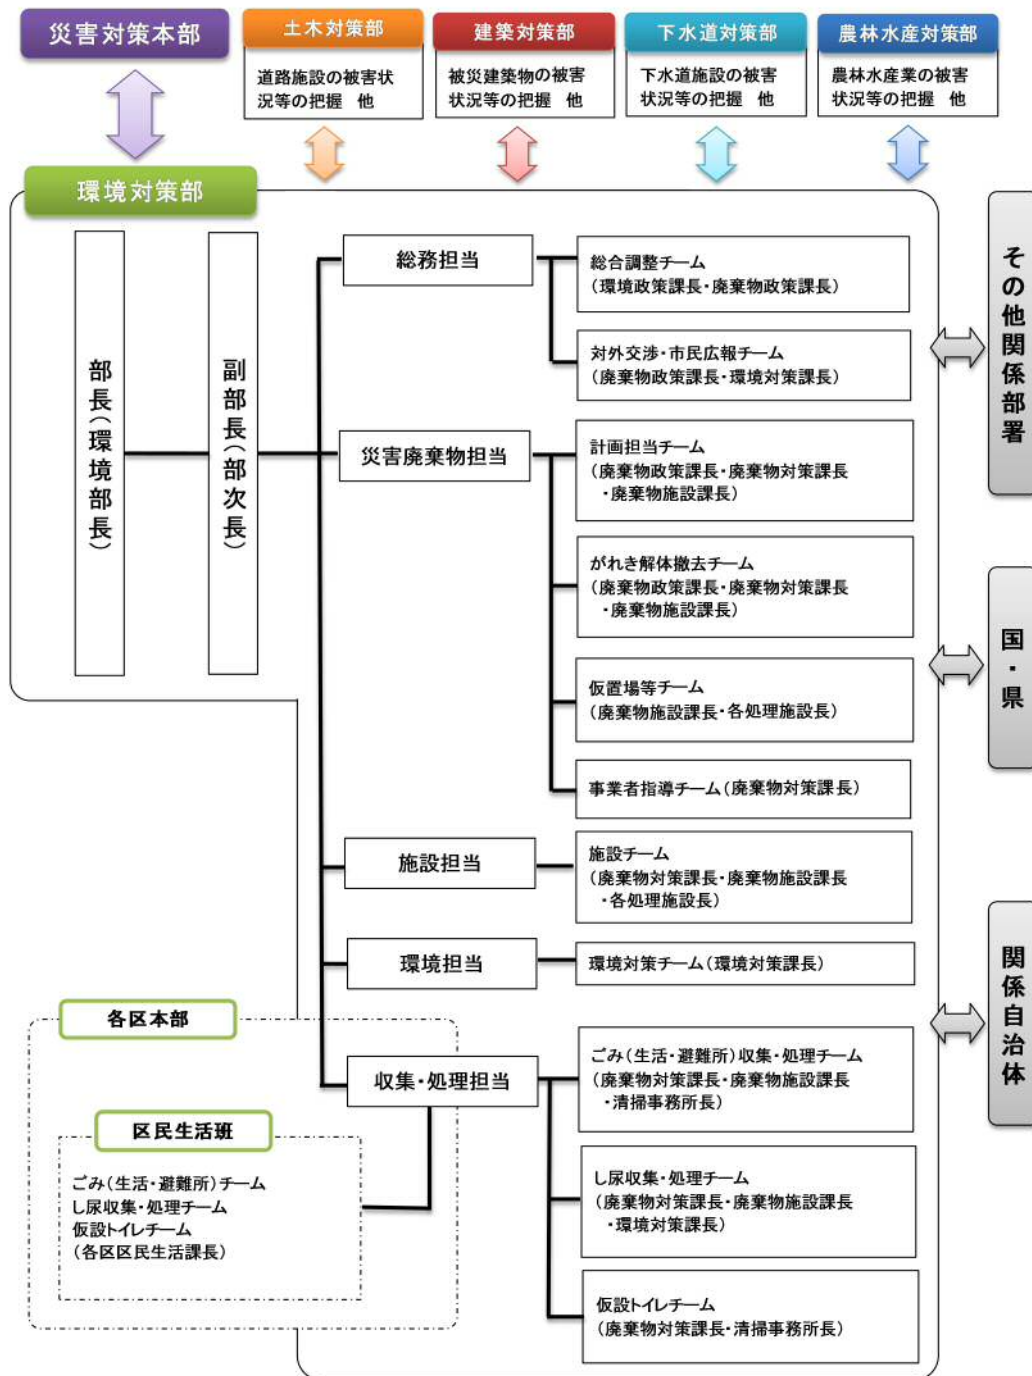 災害対策本部
土木対策部
道路施設の被害状
況等の把握 他
建築対策部
被災建築物の被害
状況等の把握 他
下水道対策部
下水道施設の被害
状況等の把握 他
農林水産対策部
農林水産業の被害
状況等の把握 他
環境対策部
部長(環境部長)
副部長(部次長)
総務担当
総合調整チーム
(環境政策課長・廃棄物政策課長)
対外交渉・市民広報チーム
(廃棄物政策課長・環境対策課長)
災害廃棄物担当
計画担当チーム
(廃棄物政策課長・廃棄物対策課長
・廃棄物施設課長)
がれき解体撤去チーム
(廃棄物政策課長・廃棄物対策課長
・廃棄物施設課長)
仮置場等チーム
(廃棄物施設課長・各処理施設長)
事業者指導チーム(廃棄物対策課長)
施設担当
施設チーム
(廃棄物対策課長・廃棄物施設課長
・各処理施設長)
環境担当
環境対策チーム(環境対策課長)
収集・処理担当
ごみ(生活・避難所)収集・処理チーム
(廃棄物対策課長・廃棄物施設課長
・清掃事務所長)
し尿収集・処理チーム
(廃棄物対策課長・廃棄物施設課長
・環境対策課長)
仮設トイレチーム
(廃棄物対策課長・清掃事務所長)
各区本部
区民生活班
ごみ(生活・避難所)チーム
し尿収集・処理チーム
仮設トイレチーム
(各区区民生活課長)
その他関係部署
国・県
関係自治体